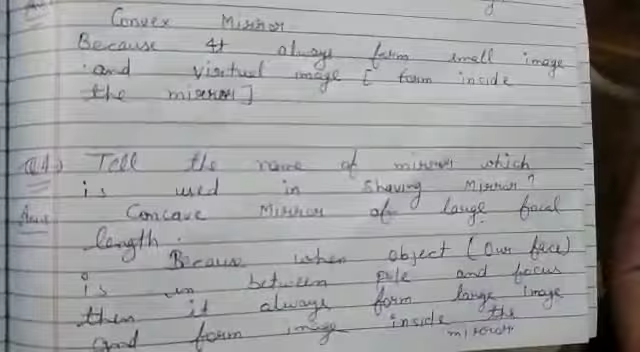 Convex Mirror
Because It always form small image
and virtual image [ form inside
the mirror ]
Q4.) Tell the name of mirror which
is used in shaving Mirror?
Ans Concave Mirror of large focal
length.
Because when object (Our face)
is in between pole and focus
then it always form large image
and form image inside the
mirror